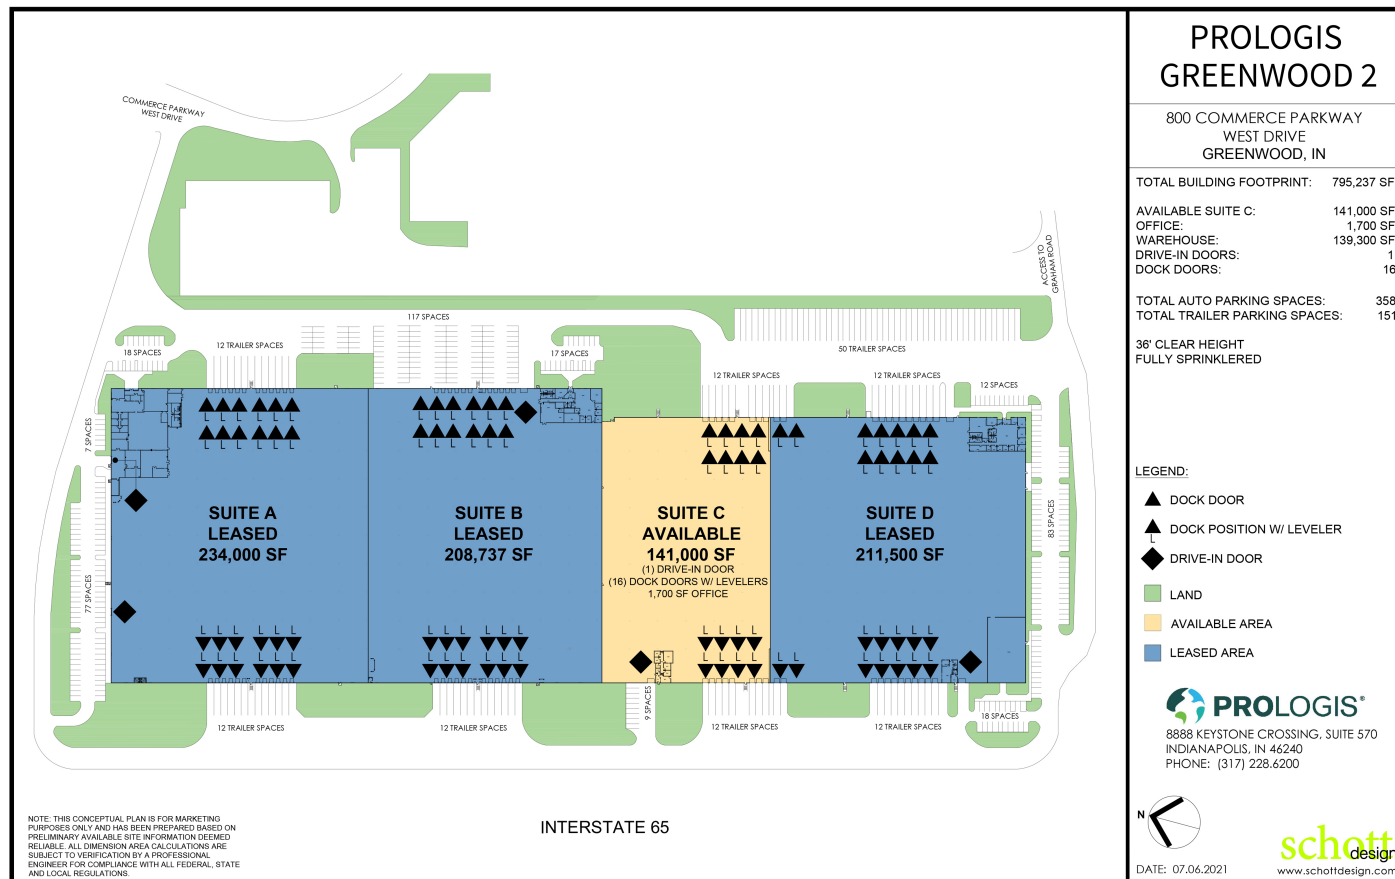 COMMERCE PARKWAY
WEST DRIVE
ACCESS TO
GRAHAM ROAD
117 SPACES
18 SPACES
12 TRAILER SPACES
17 SPACES
50 TRAILER SPACES
12 TRAILER SPACES
12 TRAILER SPACES
12 SPACES
7 SPACES
77 SPACES
83 SPACES
SUITE A
LEASED
234,000 SF
SUITE B
LEASED
208,737 SF
SUITE C
AVAILABLE
141,000 SF
(1) DRIVE-IN DOOR
(16) DOCK DOORS W/ LEVELERS
1,700 SF OFFICE
SUITE D
LEASED
211,500 SF
9 SPACES
12 TRAILER SPACES
12 TRAILER SPACES
12 TRAILER SPACES
12 TRAILER SPACES
18 SPACES
INTERSTATE 65
NOTE: THIS CONCEPTUAL PLAN IS FOR MARKETING
PURPOSES ONLY AND HAS BEEN PREPARED BASED ON
PRELIMINARY AVAILABLE SITE INFORMATION DEEMED
RELIABLE. ALL DIMENSION AREA CALCULATIONS ARE
SUBJECT TO VERIFICATION BY A PROFESSIONAL
ENGINEER FOR COMPLIANCE WITH ALL FEDERAL, STATE
AND LOCAL REGULATIONS.
PROLOGIS
GREENWOOD 2
800 COMMERCE PARKWAY
WEST DRIVE
GREENWOOD, IN
TOTAL BUILDING FOOTPRINT: 795,237 SF
AVAILABLE SUITE C: 141,000 SF
OFFICE: 1,700 SF
WAREHOUSE: 139,300 SF
DRIVE-IN DOORS: 1
DOCK DOORS: 16
TOTAL AUTO PARKING SPACES: 358
TOTAL TRAILER PARKING SPACES: 151
36' CLEAR HEIGHT
FULLY SPRINKLERED
LEGEND:
DOCK DOOR
DOCK POSITION W/ LEVELER
L
DRIVE-IN DOOR
LAND
AVAILABLE AREA
LEASED AREA
PROLOGIS®
8888 KEYSTONE CROSSING, SUITE 570
INDIANAPOLIS, IN 46240
PHONE: (317) 228.6200
N
schott
design
DATE: 07.06.2021
www.schottdesign.com